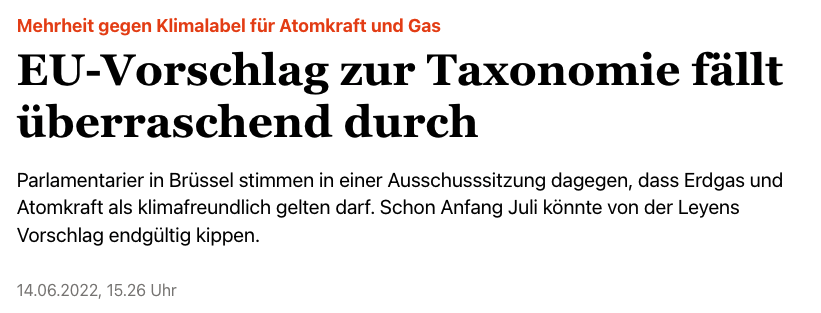 Mehrheit gegen Klimalabel für Atomkraft und Gas
EU-Vorschlag zur Taxonomie fällt
überraschend durch
Parlamentarier in Brüssel stimmen in einer Ausschusssitzung dagegen, dass Erdgas und
Atomkraft als klimafreundlich gelten darf. Schon Anfang Juli könnte von der Leyens
Vorschlag endgültig kippen.
14.06.2022, 15.26 Uhr